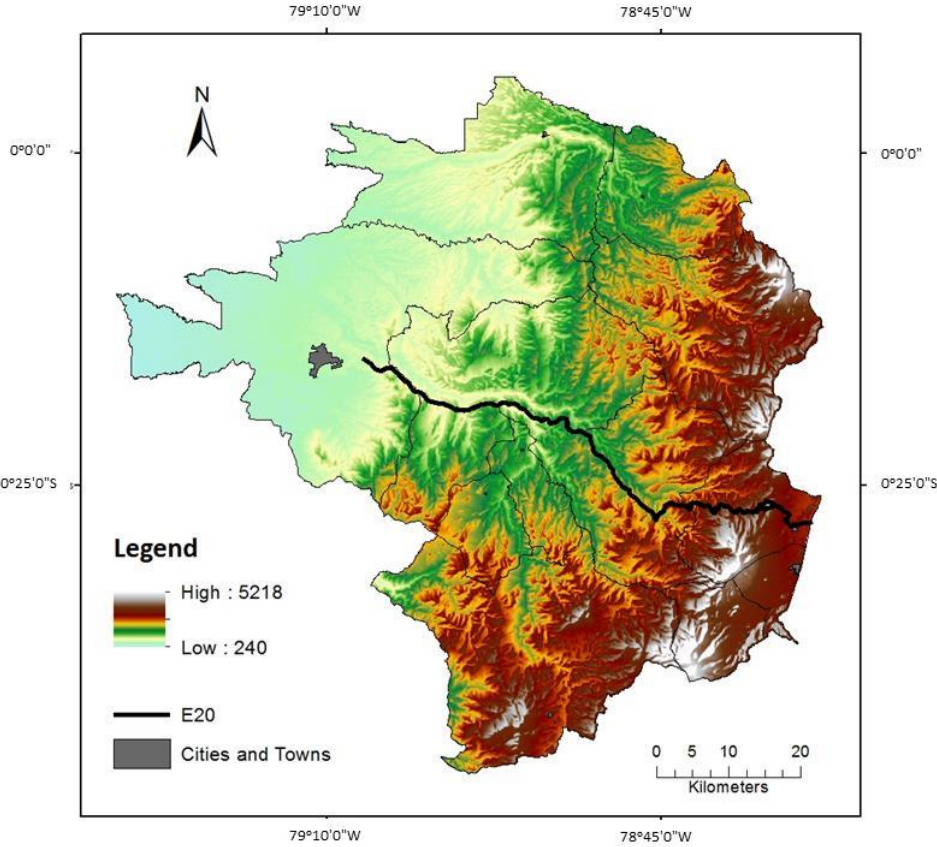 79°10'0"W 78°45'0"W
N
0°0'0" 0°0'0"
0°25'0"S 0°25'0"S
Legend
High : 5218
Low : 240
E20
Cities and Towns
0 5 10 20
Kilometers
79°10'0"W 78°45'0"W